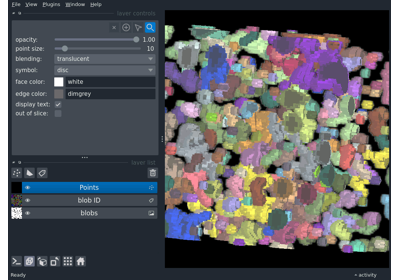 File View Plugins Window Help
layer controls
opacity: 1.00
point size: 10
blending: translucent
symbol: disc
face color: white
edge color: dimgrey
display text:
out of slice:
layer list
Points
blob ID
blobs
Ready
activity